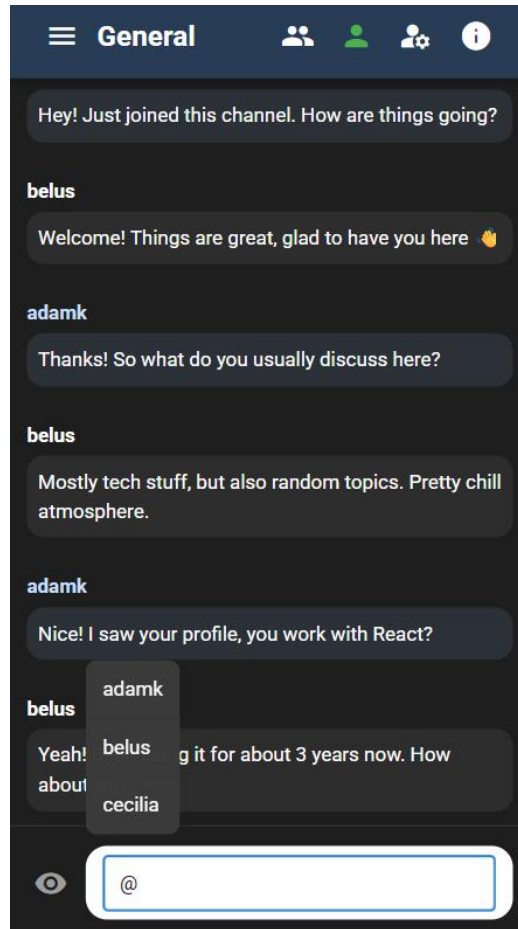 General
Hey! Just joined this channel. How are things going?
belus
Welcome! Things are great, glad to have you here 👋
adamk
Thanks! So what do you usually discuss here?
belus
Mostly tech stuff, but also random topics. Pretty chill
atmosphere.
adamk
Nice! I saw your profile, you work with React?
adamk
belus
belus
Yeah! g it for about 3 years now. How
about
cecilia
@